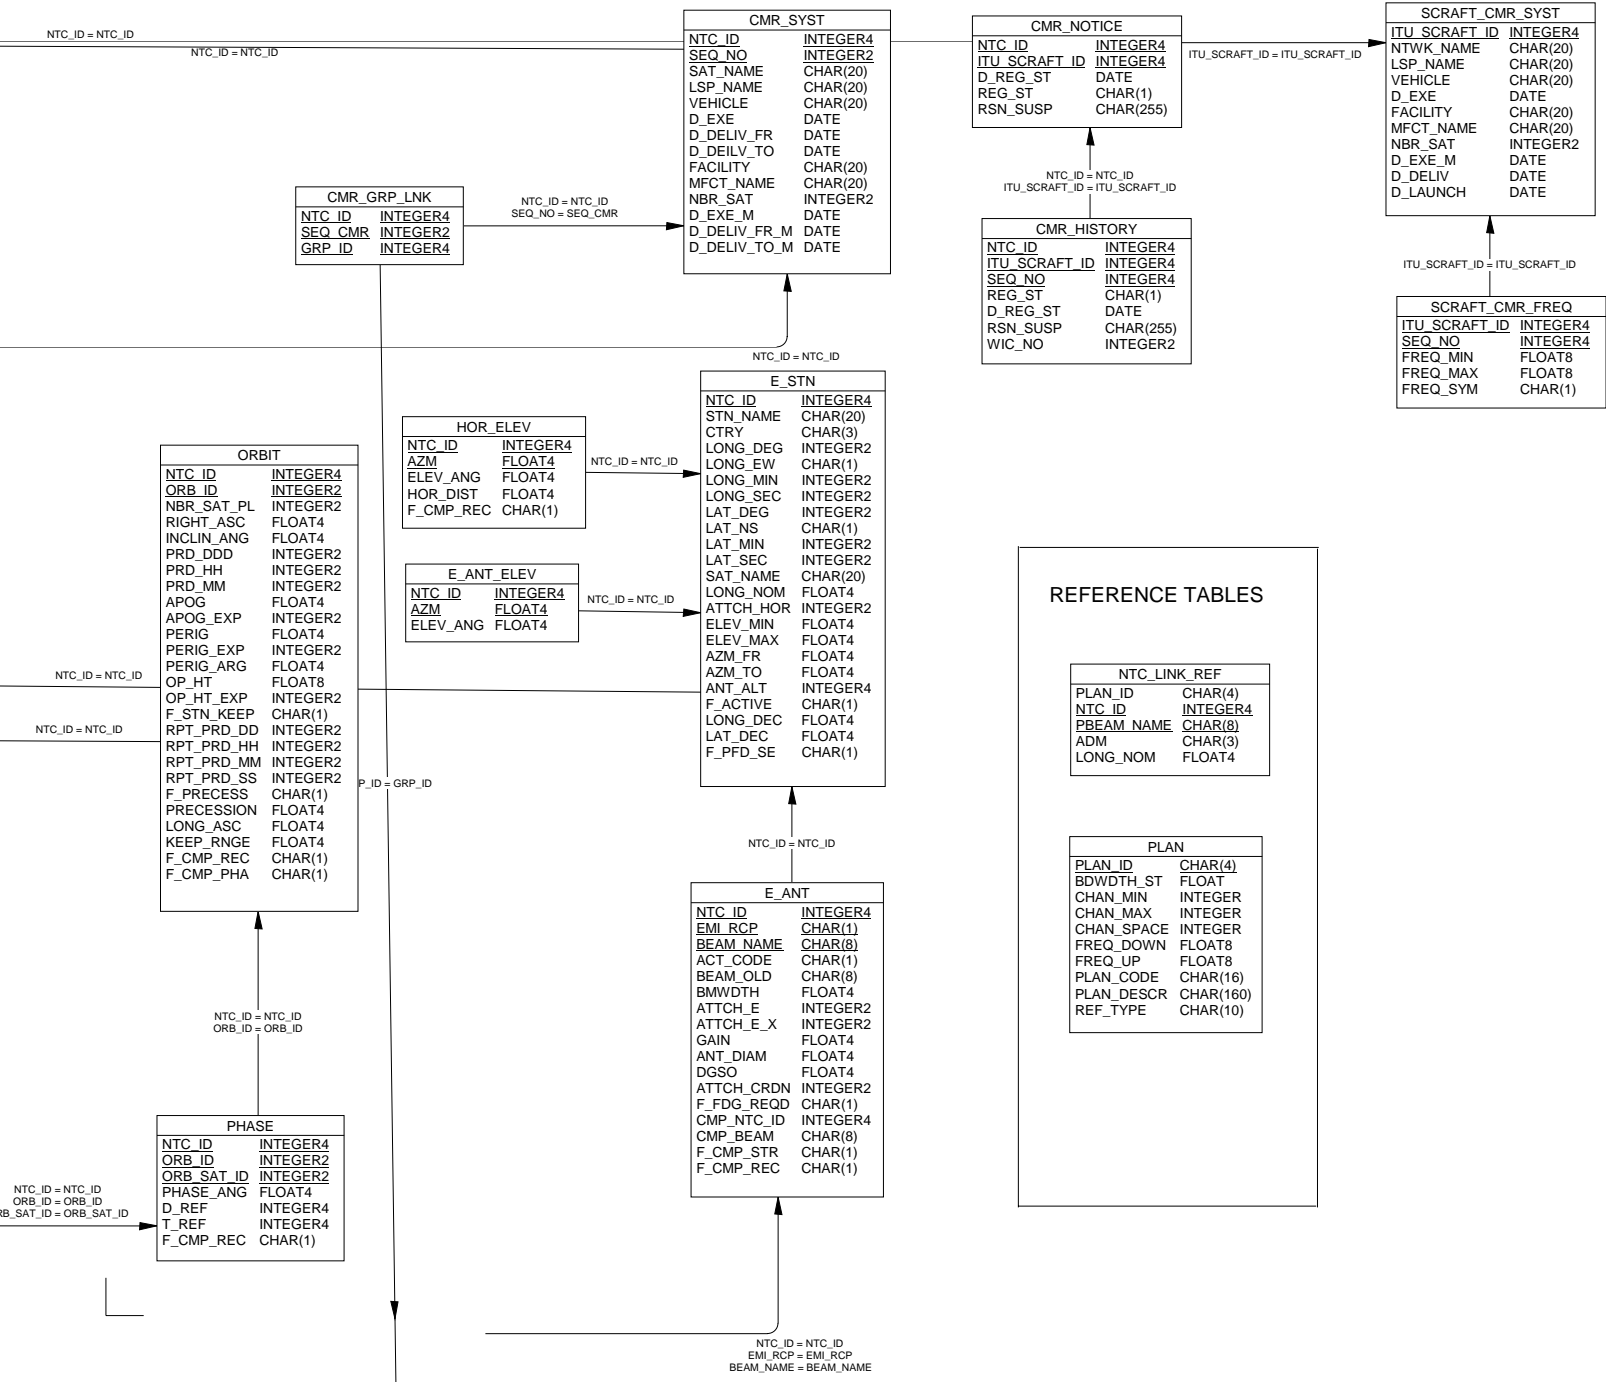 NTC_ID = NTC_ID
NTC_ID = NTC_ID
CMR_SYST
NTC_ID INTEGER4
SEQ_NO INTEGER2
SAT_NAME CHAR(20)
LSP_NAME CHAR(20)
VEHICLE CHAR(20)
D_EXE DATE
D_DELIV_FR DATE
D_DEILV_TO DATE
FACILITY CHAR(20)
MFCT_NAME CHAR(20)
NBR_SAT INTEGER2
D_EXE_M DATE
D_DELIV_FR_M DATE
D_DELIV_TO_M DATE
CMR_NOTICE
NTC_ID INTEGER4
ITU_SCRAFT_ID INTEGER4
D_REG_ST DATE
REG_ST CHAR(1)
RSN_SUSP CHAR(255)
ITU_SCRAFT_ID = ITU_SCRAFT_ID
SCRAFT_CMR_SYST
ITU_SCRAFT_ID INTEGER4
NTWK_NAME CHAR(20)
LSP_NAME CHAR(20)
VEHICLE CHAR(20)
D_EXE DATE
FACILITY CHAR(20)
MFCT_NAME CHAR(20)
NBR_SAT INTEGER2
D_EXE_M DATE
D_DELIV DATE
D_LAUNCH DATE
CMR_GRP_LNK
NTC_ID INTEGER4
SEQ_CMR INTEGER2
GRP_ID INTEGER4
NTC_ID = NTC_ID
SEQ_NO = SEQ_CMR
NTC_ID = NTC_ID
ITU_SCRAFT_ID = ITU_SCRAFT_ID
CMR_HISTORY
NTC_ID INTEGER4
ITU_SCRAFT_ID INTEGER4
SEQ_NO INTEGER4
REG_ST CHAR(1)
D_REG_ST DATE
RSN_SUSP CHAR(255)
WIC_NO INTEGER2
ITU_SCRAFT_ID = ITU_SCRAFT_ID
SCRAFT_CMR_FREQ
ITU_SCRAFT_ID INTEGER4
SEQ_NO INTEGER4
FREQ_MIN FLOAT8
FREQ_MAX FLOAT8
FREQ_SYM CHAR(1)
NTC_ID = NTC_ID
E_STN
NTC_ID INTEGER4
STN_NAME CHAR(20)
CTRY CHAR(3)
LONG_DEG INTEGER2
LONG_EW CHAR(1)
LONG_MIN INTEGER2
LONG_SEC INTEGER2
LAT_DEG INTEGER2
LAT_NS CHAR(1)
LAT_MIN INTEGER2
LAT_SEC INTEGER2
SAT_NAME CHAR(20)
LONG_NOM FLOAT4
ATTCH_HOR INTEGER2
ELEV_MIN FLOAT4
ELEV_MAX FLOAT4
AZM_FR FLOAT4
AZM_TO FLOAT4
ANT_ALT INTEGER4
F_ACTIVE CHAR(1)
LONG_DEC FLOAT4
LAT_DEC FLOAT4
F_PFD_SE CHAR(1)
HOR_ELEV
NTC_ID INTEGER4
AZM FLOAT4
ELEV_ANG FLOAT4
HOR_DIST FLOAT4
F_CMP_REC CHAR(1)
NTC_ID = NTC_ID
E_ANT_ELEV
NTC_ID INTEGER4
AZM FLOAT4
ELEV_ANG FLOAT4
NTC_ID = NTC_ID
ORBIT
NTC_ID INTEGER4
ORB_ID INTEGER2
NBR_SAT_PL INTEGER2
RIGHT_ASC FLOAT4
INCLIN_ANG FLOAT4
PRD_DDD INTEGER2
PRD_HH INTEGER2
PRD_MM INTEGER2
APOG FLOAT4
APOG_EXP INTEGER2
PERIG FLOAT4
PERIG_EXP INTEGER2
PERIG_ARG FLOAT4
OP_HT FLOAT8
OP_HT_EXP INTEGER2
F_STN_KEEP CHAR(1)
RPT_PRD_DD INTEGER2
RPT_PRD_HH INTEGER2
RPT_PRD_MM INTEGER2
RPT_PRD_SS INTEGER2
F_PRECESS CHAR(1)
PRECESSION FLOAT4
LONG_ASC FLOAT4
KEEP_RNGE FLOAT4
F_CMP_REC CHAR(1)
F_CMP_PHA CHAR(1)
NTC_ID = NTC_ID
NTC_ID = NTC_ID
P_ID = GRP_ID
REFERENCE TABLES
NTC_LINK_REF
PLAN_ID CHAR(4)
NTC_ID INTEGER4
PBEAM_NAME CHAR(8)
ADM CHAR(3)
LONG_NOM FLOAT4
PLAN
PLAN_ID CHAR(4)
BDWDTH_ST FLOAT
CHAN_MIN INTEGER
CHAN_MAX INTEGER
CHAN_SPACE INTEGER
FREQ_DOWN FLOAT8
FREQ_UP FLOAT8
PLAN_CODE CHAR(16)
PLAN_DESCR CHAR(160)
REF_TYPE CHAR(10)
NTC_ID = NTC_ID
E_ANT
NTC_ID INTEGER4
EMI_RCP CHAR(1)
BEAM_NAME CHAR(8)
ACT_CODE CHAR(1)
BEAM_OLD CHAR(8)
BMWDTH FLOAT4
ATTCH_E INTEGER2
ATTCH_E_X INTEGER2
GAIN FLOAT4
ANT_DIAM FLOAT4
DGSO FLOAT4
ATTCH_CRDN INTEGER2
F_FDG_REQD CHAR(1)
CMP_NTC_ID INTEGER4
CMP_BEAM CHAR(8)
F_CMP_STR CHAR(1)
F_CMP_REC CHAR(1)
NTC_ID = NTC_ID
ORB_ID = ORB_ID
PHASE
NTC_ID INTEGER4
ORB_ID INTEGER2
ORB_SAT_ID INTEGER2
PHASE_ANG FLOAT4
D_REF INTEGER4
T_REF INTEGER4
F_CMP_REC CHAR(1)
NTC_ID = NTC_ID
ORB_ID = ORB_ID
RB_SAT_ID = ORB_SAT_ID
NTC_ID = NTC_ID
EMI_RCP = EMI_RCP
BEAM_NAME = BEAM_NAME